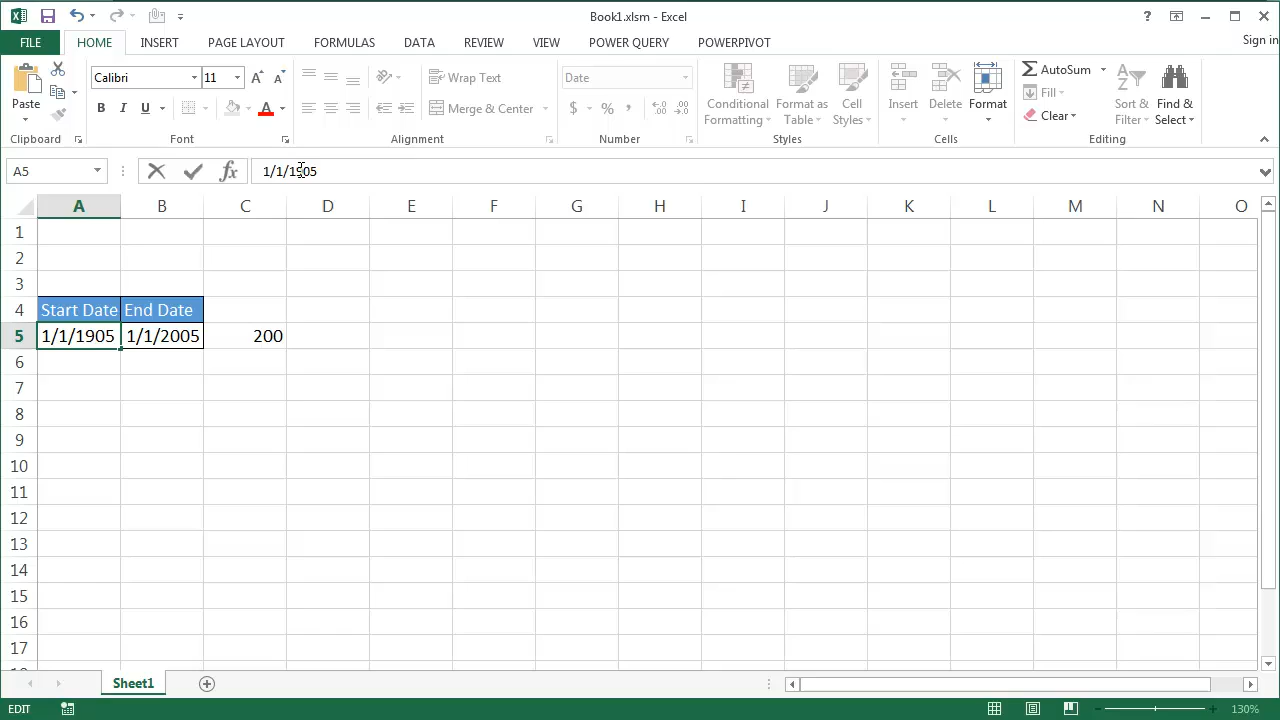 Book1.xlsm - Excel
?
Sign in
FILE HOME INSERT PAGE LAYOUT FORMULAS DATA REVIEW VIEW POWER QUERY POWERPIVOT
Paste
Calibri 11 A A
B I U A
Wrap Text
Merge & Center
Date
$ % ,
Conditional Formatting
Format as Table
Cell Styles
Insert
Delete
Format
AutoSum
Fill
Clear
Sort & Filter
Find & Select
Clipboard Font Alignment Number Styles Cells Editing
A5 fx 1/1/1905
A B C D E F G H I J K L M N O
1
2
3
4 Start Date End Date
5 1/1/1905 1/1/2005 200
6
7
8
9
10
11
12
13
14
15
16
17
Sheet1
EDIT 130%